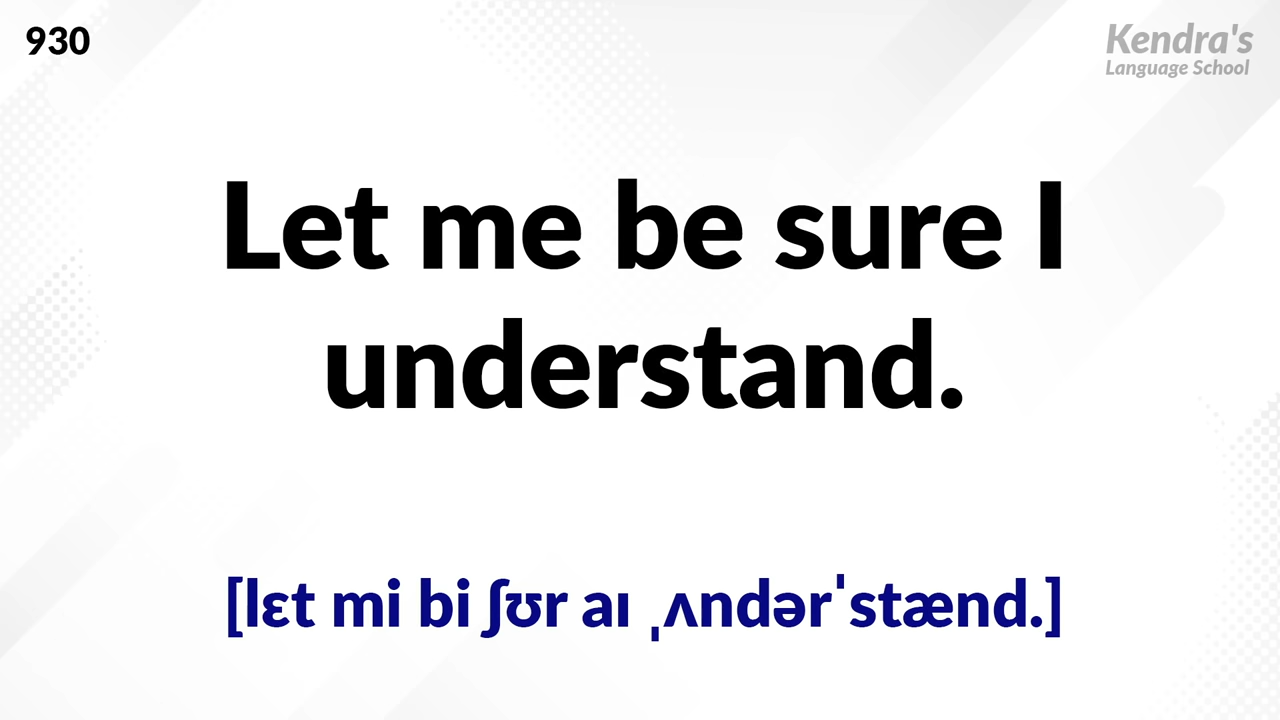 930
Kendra's
Language School
Let me be sure I
understand.
[lɛt mi bi ʃʊr aɪ ˌʌndərˈstænd.]